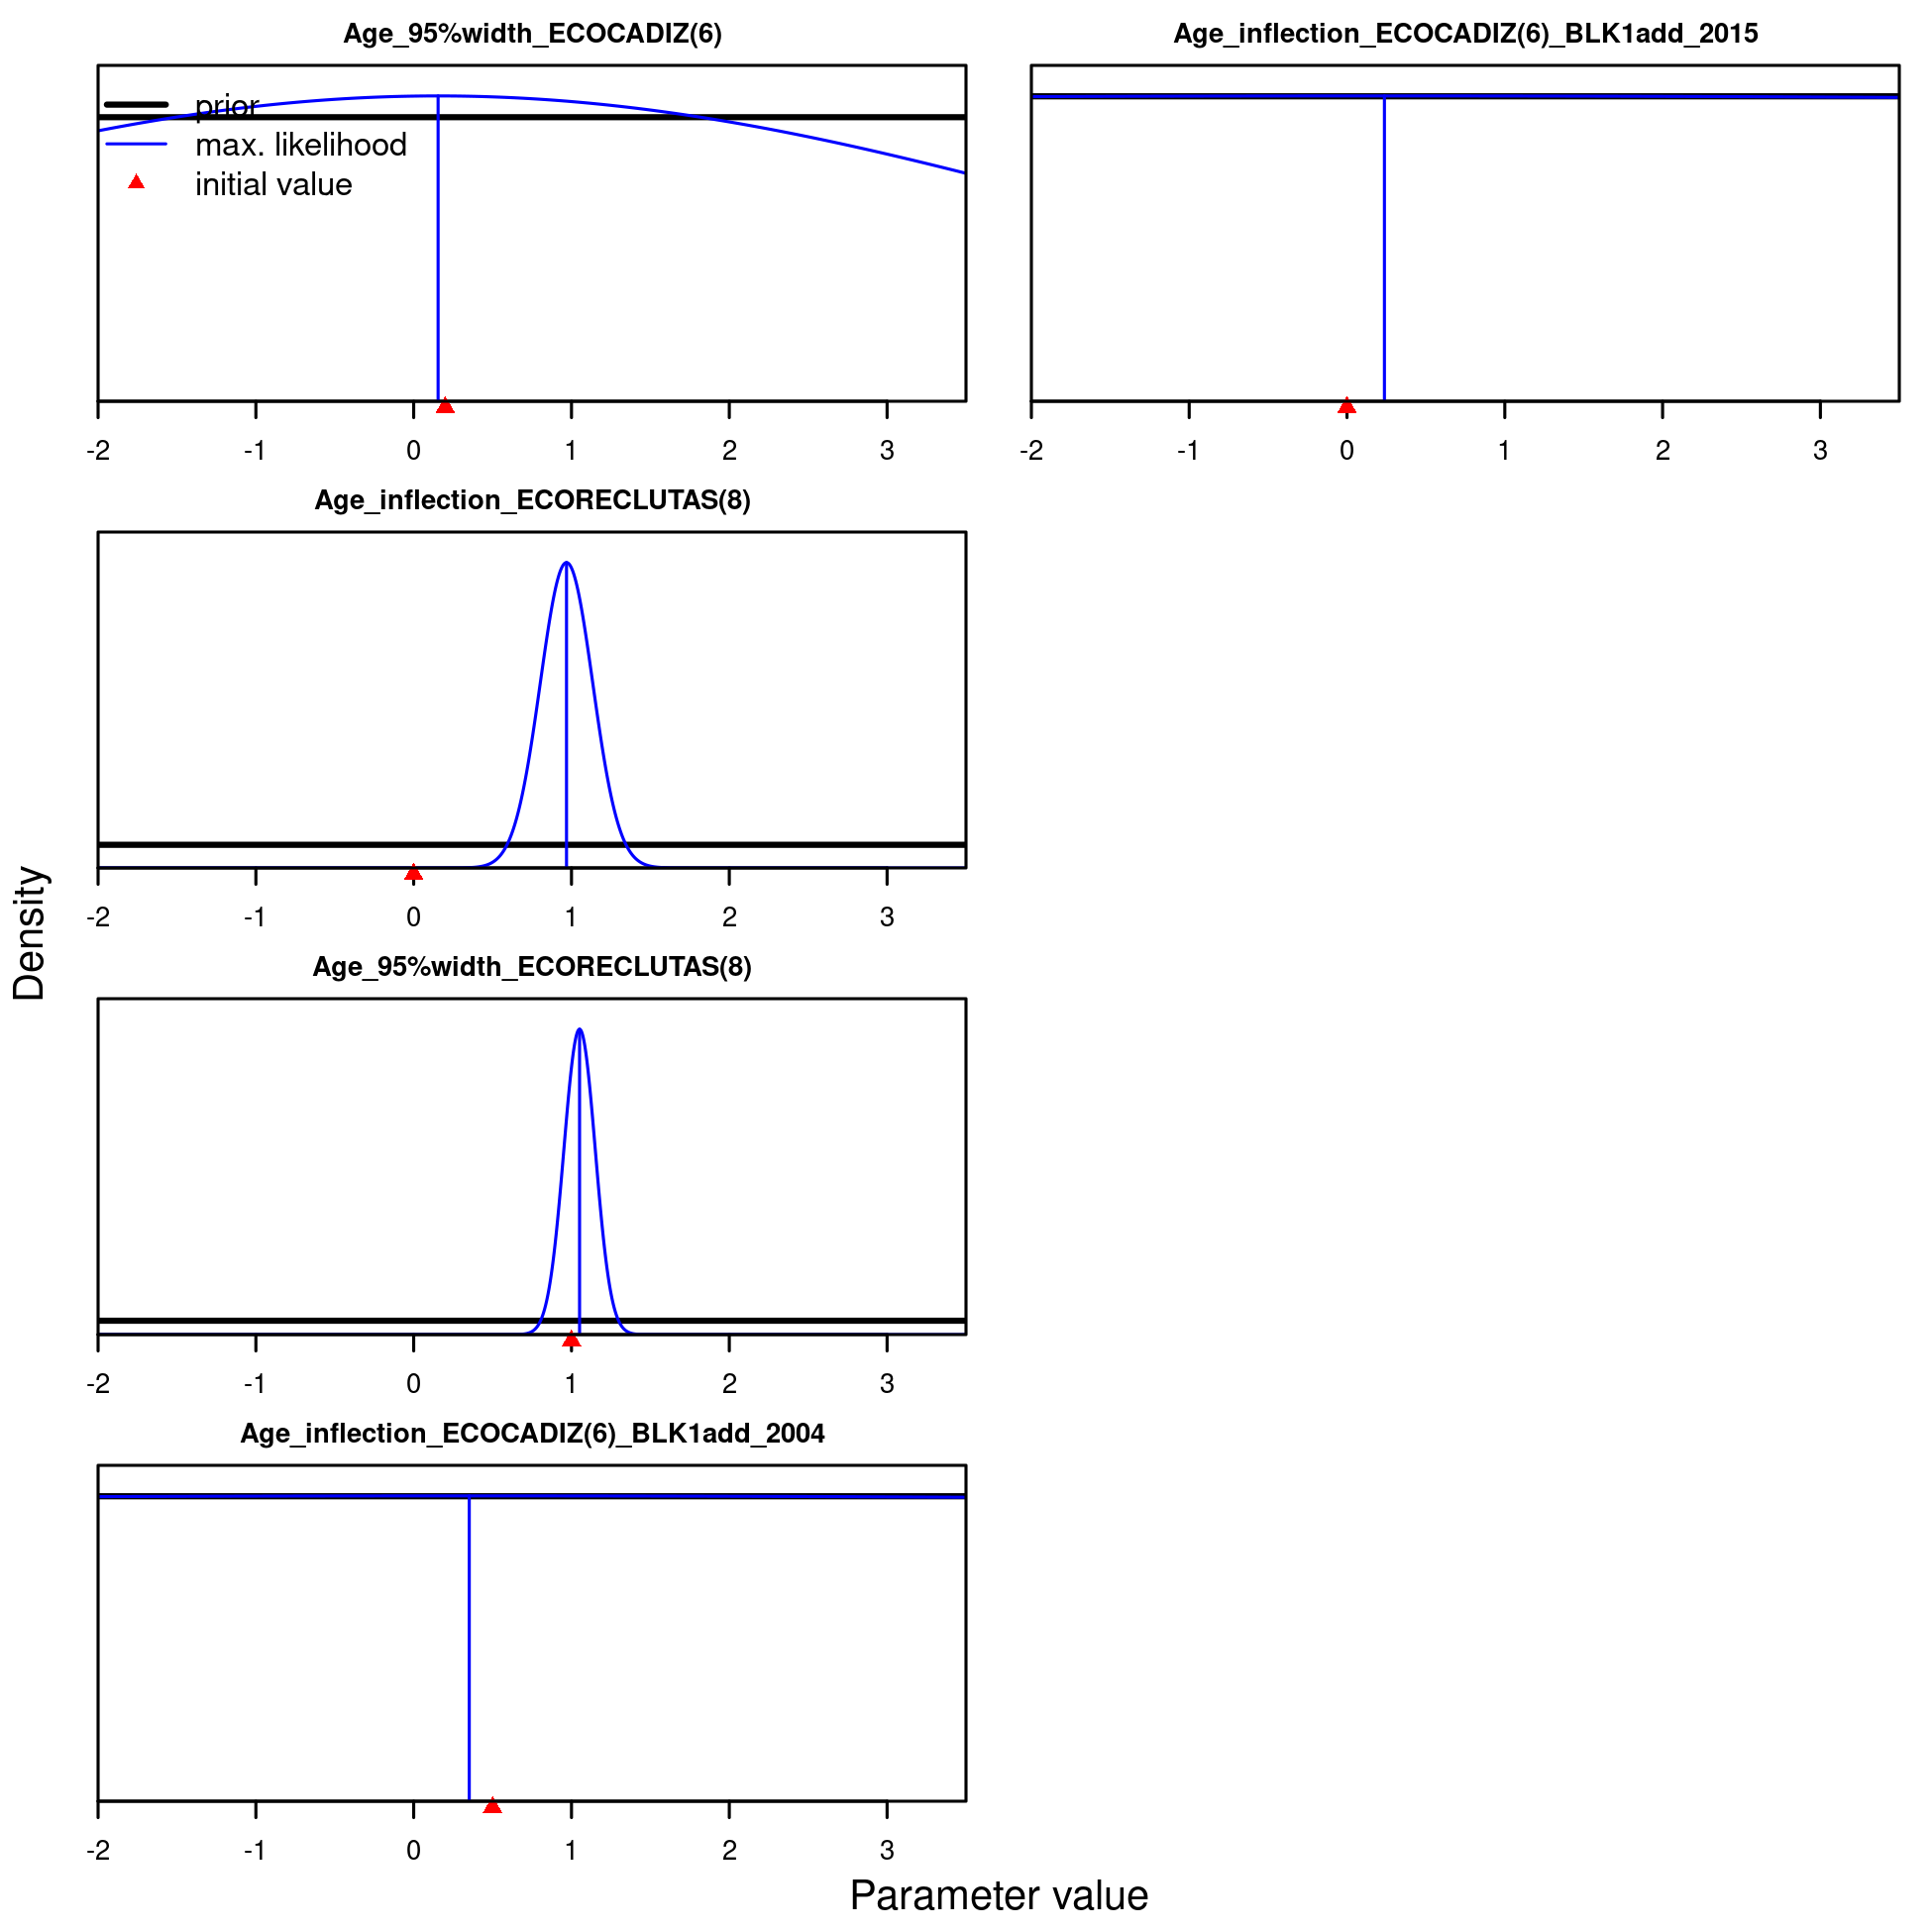 Age_95%width_ECOCADIZ(6)
prior
max. likelihood
initial value
-2 -1 0 1 2 3
Age_inflection_ECOCADIZ(6)_BLK1add_2015
-2 -1 0 1 2 3
Age_inflection_ECORECLUTAS(8)
-2 -1 0 1 2 3
Age_95%width_ECORECLUTAS(8)
-2 -1 0 1 2 3
Age_inflection_ECOCADIZ(6)_BLK1add_2004
-2 -1 0 1 2 3
Density
Parameter value